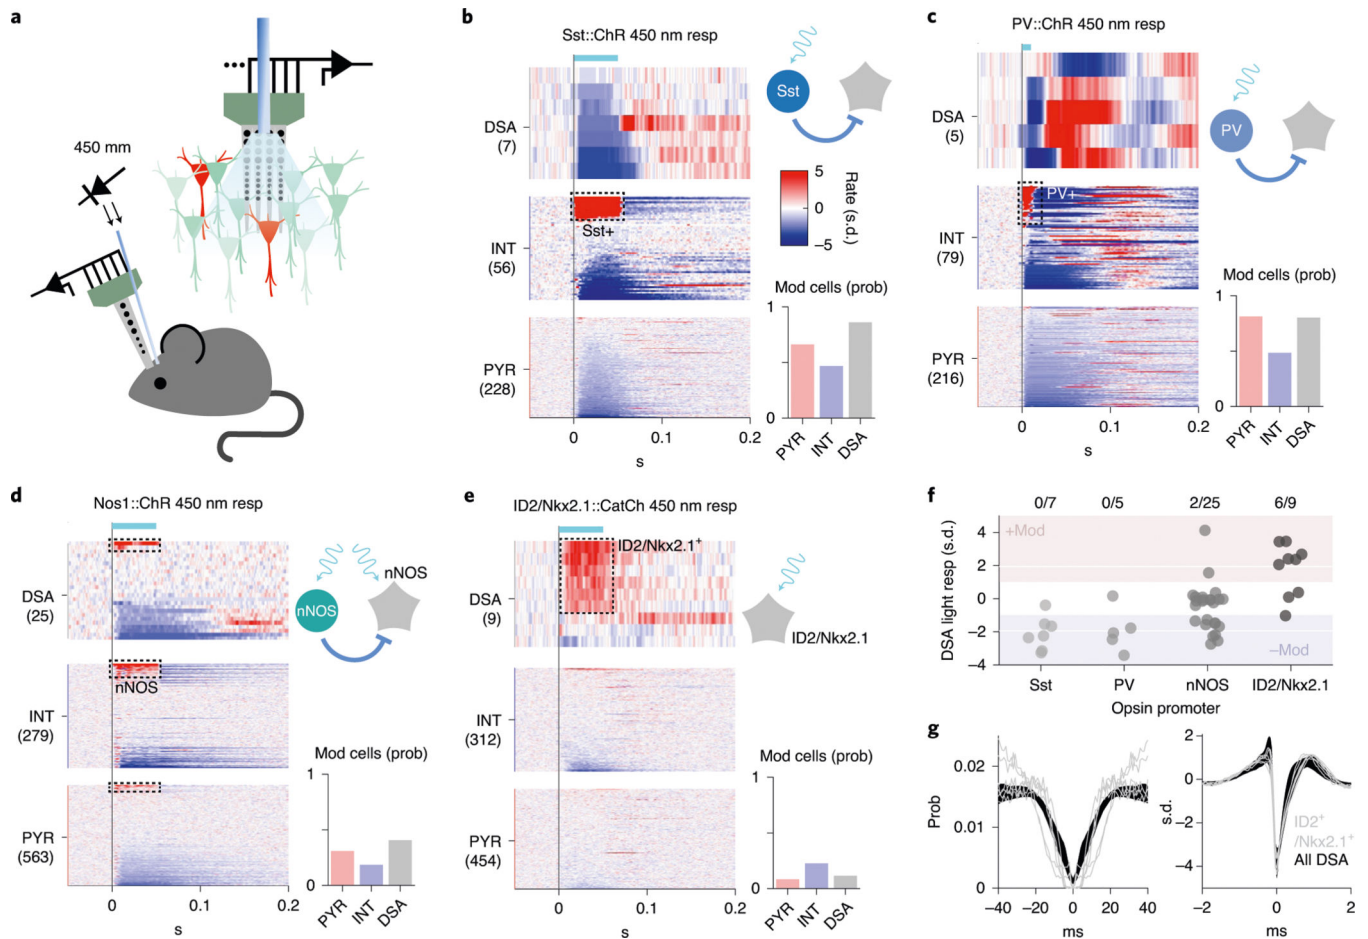 a
450 mm
b
Sst::ChR 450 nm resp
DSA
(7)
INT
(56)
PYR
(228)
Sst+
0
0.1
0.2
s
Sst
5
0
−5
Rate (s.d.)
Mod cells (prob)
1
0
PYR
INT
DSA
c
PV::ChR 450 nm resp
DSA
(5)
INT
(79)
PYR
(216)
PV+
0
0.1
0.2
s
PV
Mod cells (prob)
1
0
PYR
INT
DSA
d
Nos1::ChR 450 nm resp
DSA
(25)
INT
(279)
PYR
(563)
nNOS
0
0.1
0.2
s
nNOS
nNOS
Mod cells (prob)
1
0
PYR
INT
DSA
e
ID2/Nkx2.1::CatCh 450 nm resp
ID2/Nkx2.1+
DSA
(9)
INT
(312)
PYR
(454)
0
0.1
0.2
s
ID2/Nkx2.1
Mod cells (prob)
1
0
PYR
INT
DSA
f
0/7 0/5 2/25 6/9
+Mod
−Mod
DSA light resp (s.d.)
4
2
0
−2
−4
Sst PV nNOS ID2/Nkx2.1
Opsin promoter
g
0.02
0.01
0
Prob
−40 −20 0 20 40
ms
2
0
−2
−4
s.d.
ID2+
/Nkx2.1+
All DSA
−2 0 2
ms